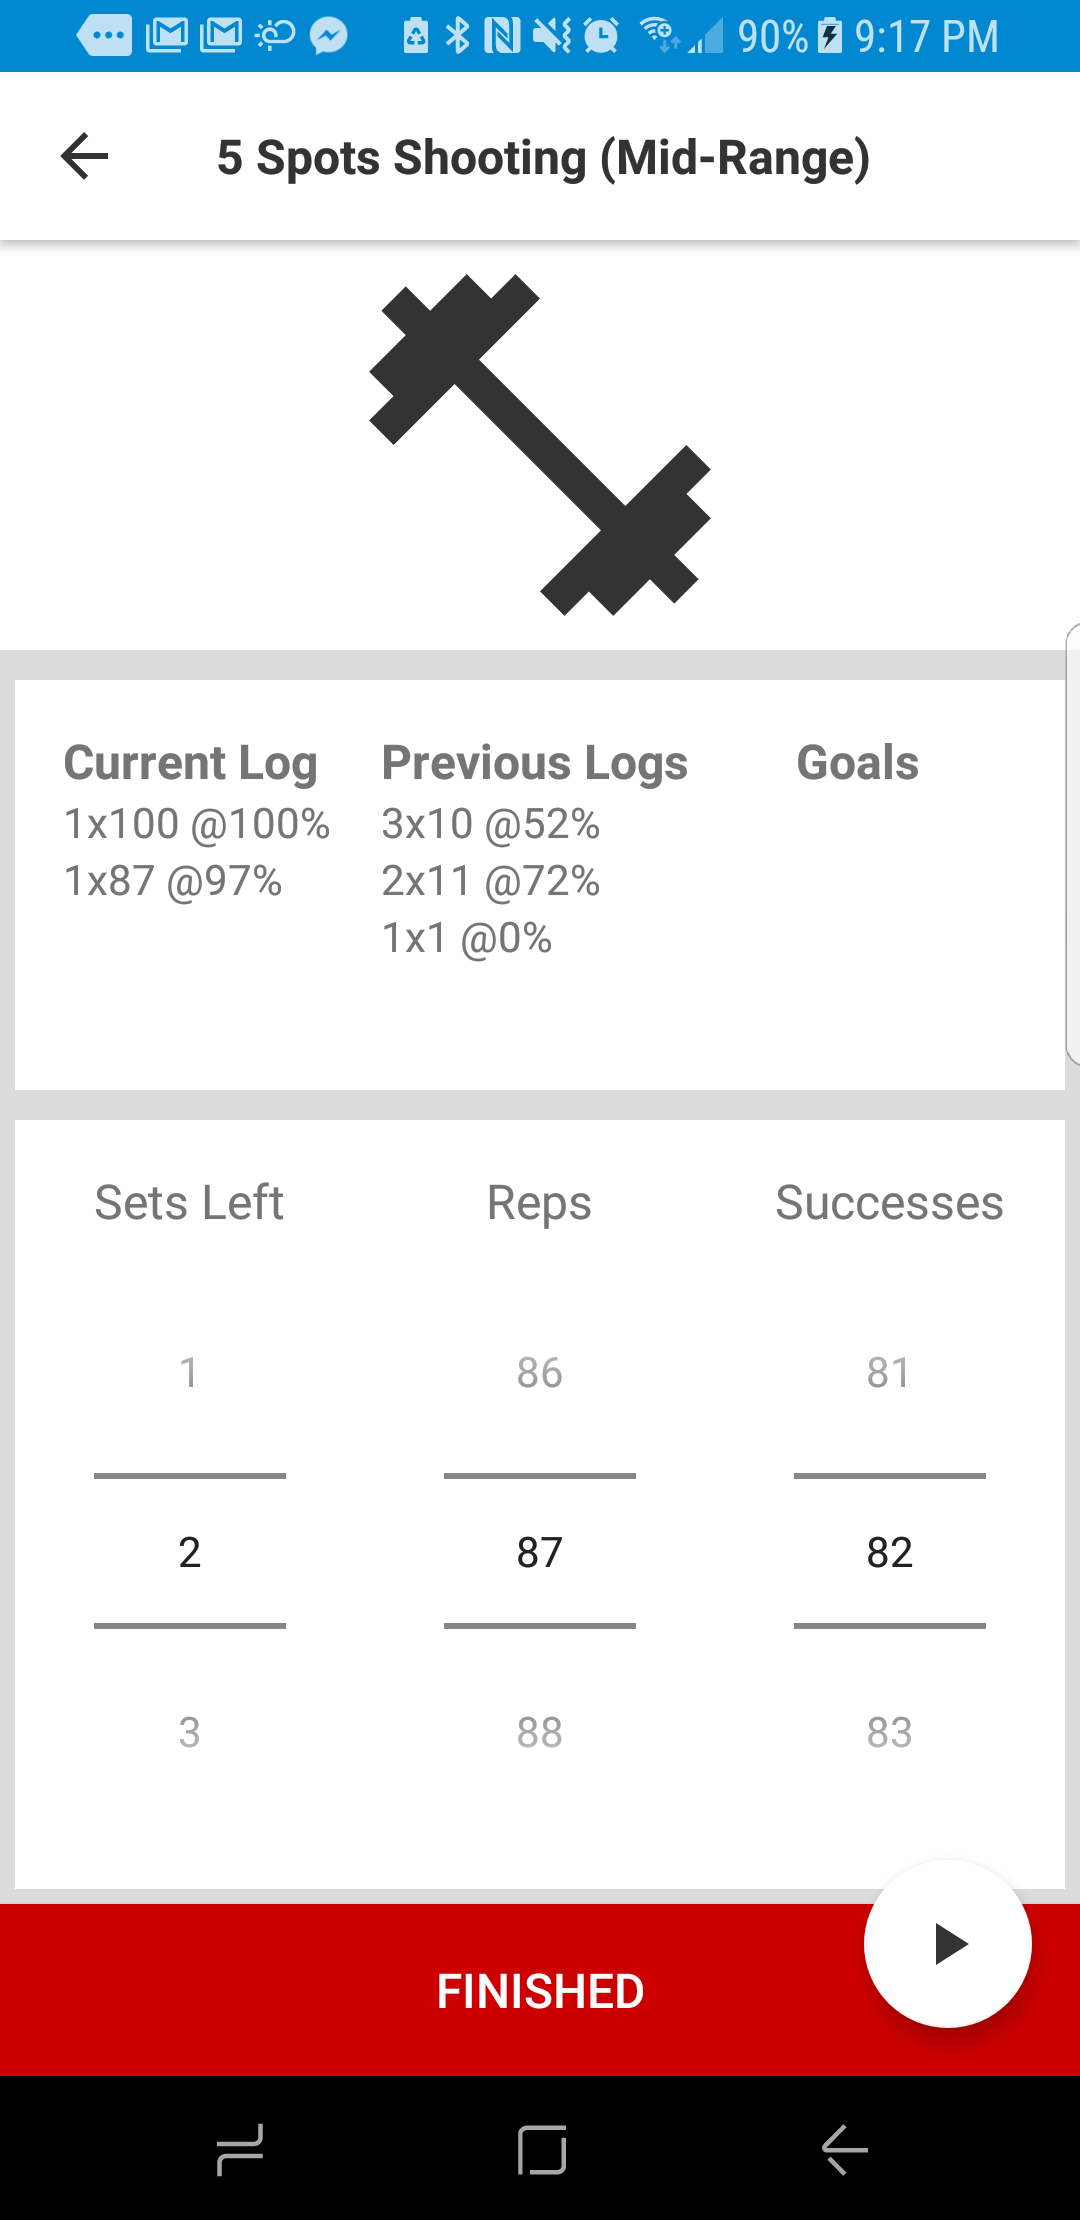 90% 9:17 PM
5 Spots Shooting (Mid-Range)
Current Log Previous Logs Goals
1x100 @100% 3x10 @52%
1x87 @97% 2x11 @72%
1x1 @0%
Sets Left Reps Successes
1 86 81
2 87 82
3 88 83
FINISHED